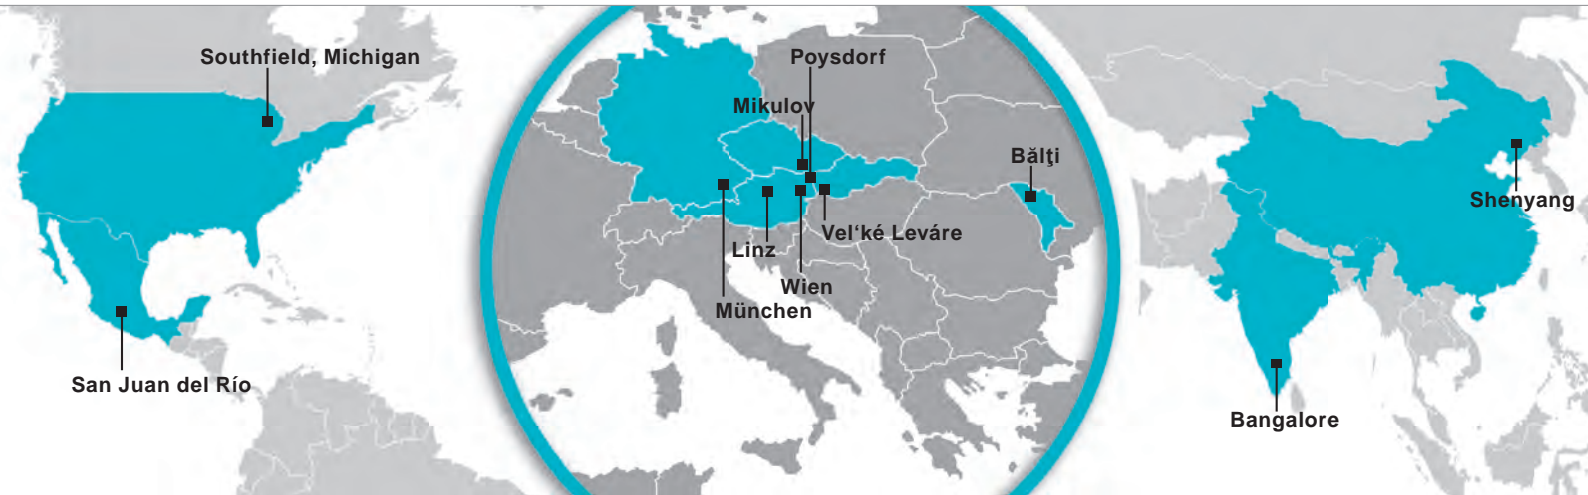 Southfield, Michigan
San Juan del Río
Poysdorf
Mikulov
Bălţi
Vel‘ké Leváre
Linz
Wien
München
Shenyang
Bangalore